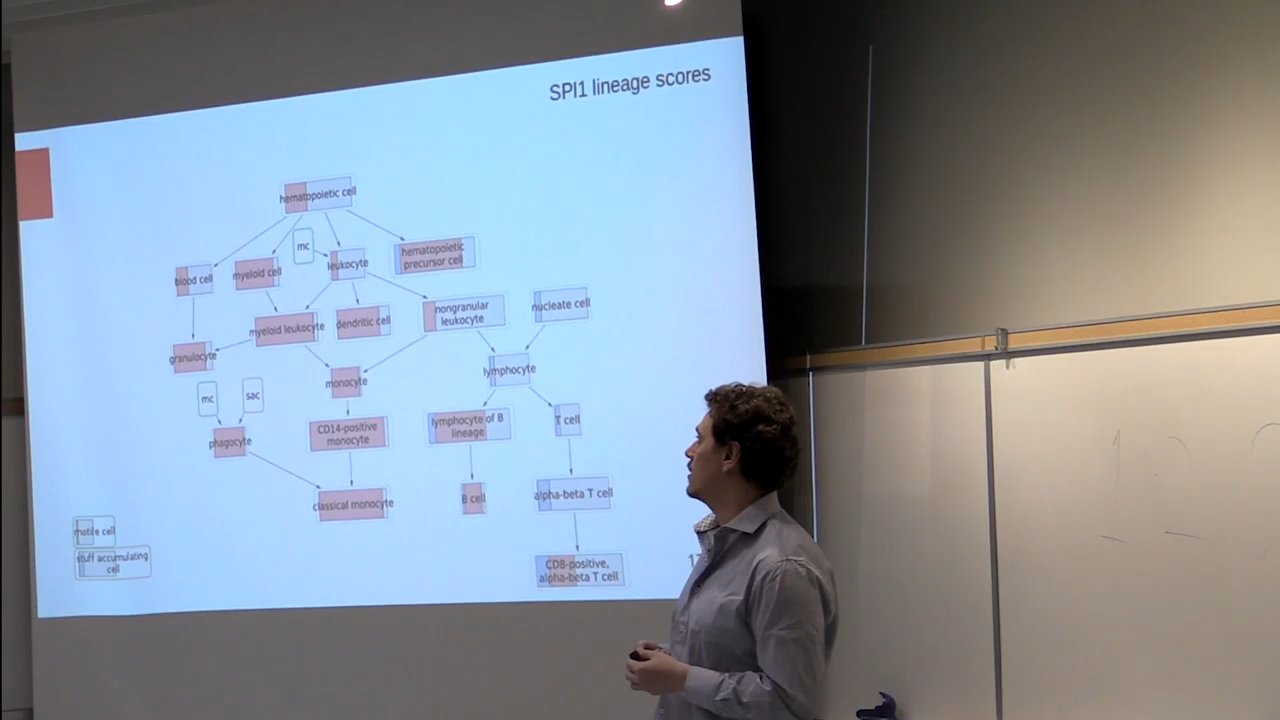 SPI1 lineage scores
hematopoietic cell
mc
hematopoietic
precursor cell
blood cell
myeloid cell
leukocyte
myeloid leukocyte
dendritic cell
nongranular
leukocyte
nucleate cell
granulocyte
monocyte
lymphocyte
mc
sac
phagocyte
CD14-positive
monocyte
lymphocyte of B
lineage
T cell
classical monocyte
B cell
alpha-beta T cell
motile cell
stuff accumulating
cell
CD8-positive,
alpha-beta T cell